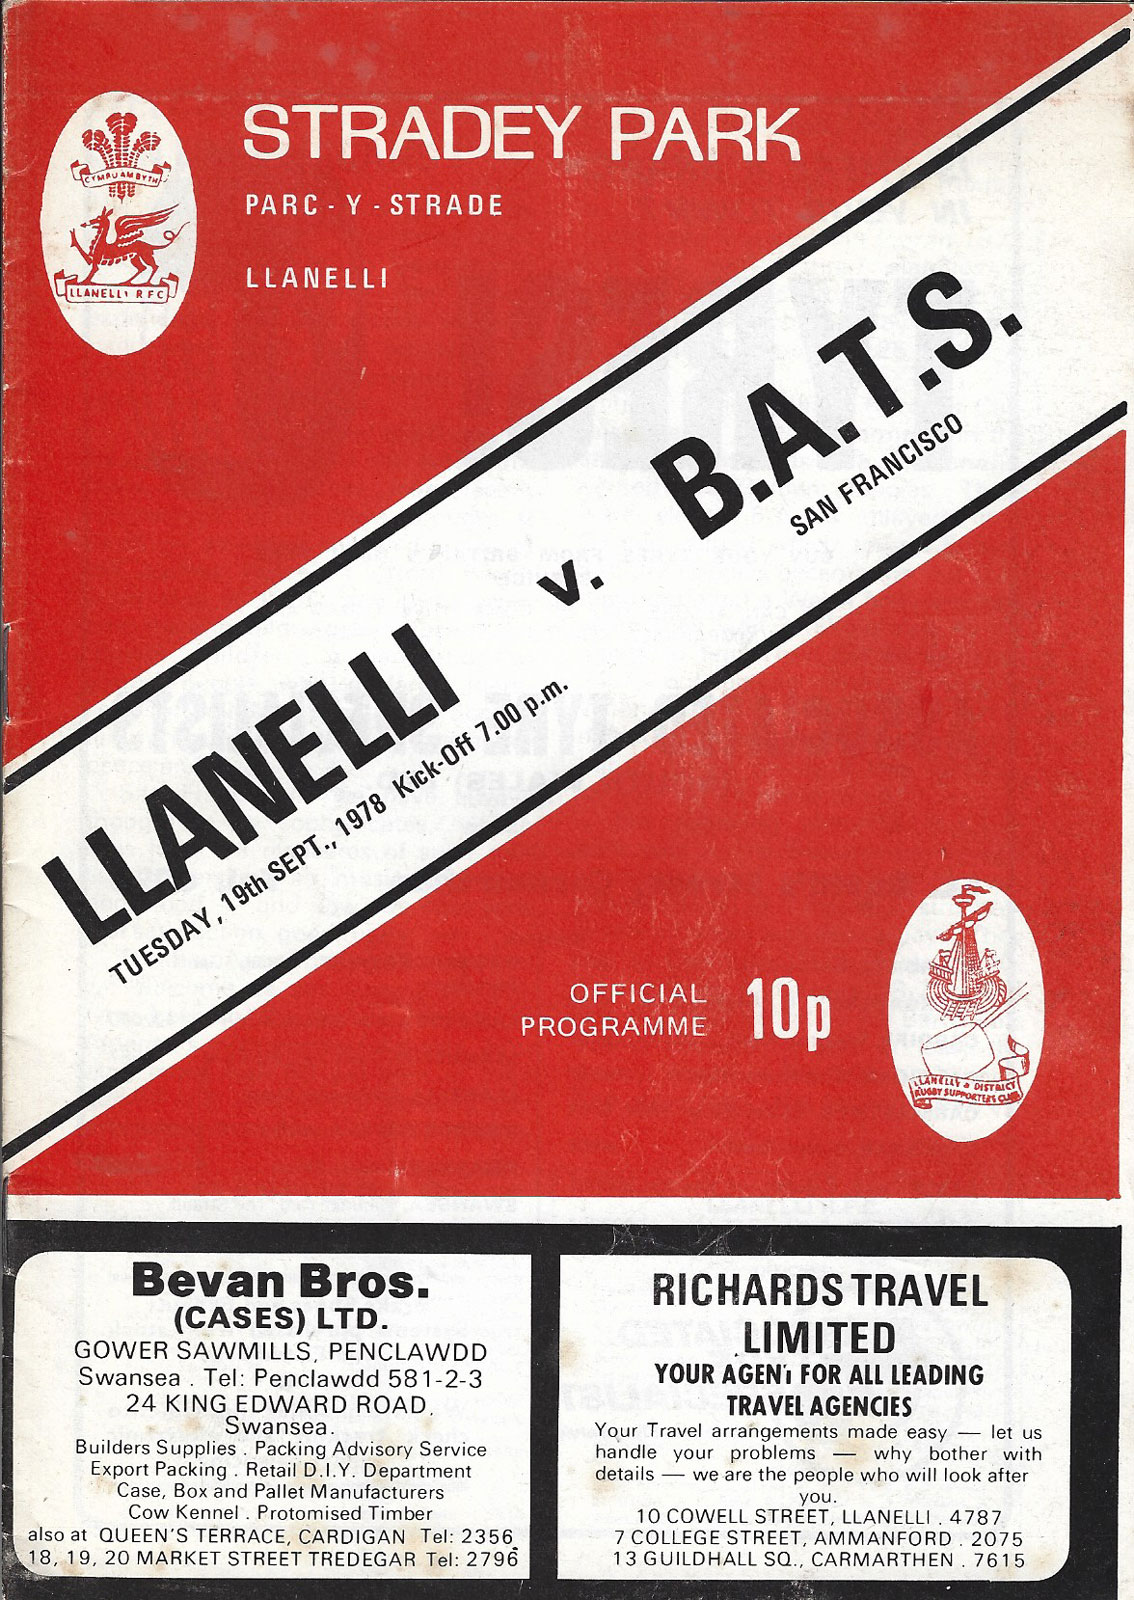 STRADEY PARK
PARC - Y - STRADE
LLANELLI
CYMRU AM BYTH
LLANELLI R F C
B.A.T.S.
SAN FRANCISCO
v.
LLANELLI
TUESDAY, 19th SEPT., 1978 Kick-Off 7.00 p.m.
OFFICIAL
PROGRAMME
10p
LLANELLY & DISTRICT
RUGBY SUPPORTERS CLUB
Bevan Bros.
(CASES) LTD.
GOWER SAWMILLS, PENCLAWDD
Swansea . Tel: Penclawdd 581-2-3
24 KING EDWARD ROAD,
Swansea.
Builders Supplies . Packing Advisory Service
Export Packing . Retail D.I.Y. Department
Case, Box and Pallet Manufacturers
Cow Kennel . Protomised Timber
also at QUEEN'S TERRACE, CARDIGAN Tel: 2356
18, 19, 20 MARKET STREET TREDEGAR Tel: 2796
RICHARDS TRAVEL
LIMITED
YOUR AGENT FOR ALL LEADING
TRAVEL AGENCIES
Your Travel arrangements made easy — let us
handle your problems — why bother with
details — we are the people who will look after
you.
10 COWELL STREET, LLANELLI . 4787
7 COLLEGE STREET, AMMANFORD . 2075
13 GUILDHALL SQ., CARMARTHEN . 7615